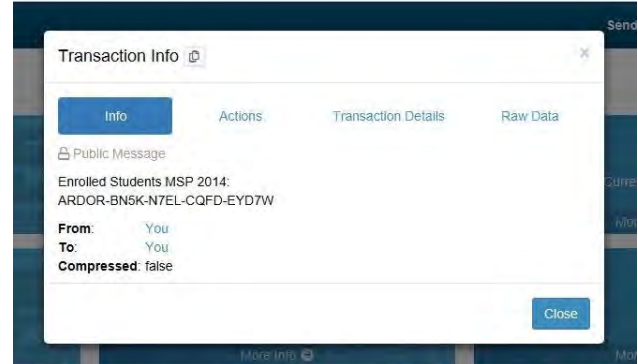 Send
Transaction Info
×
Info
Actions
Transaction Details
Raw Data
Public Message
Enrolled Students MSP 2014:
ARDOR-BN5K-N7EL-CQFD-EYD7W
From: You
To: You
Compressed: false
Close
More Info